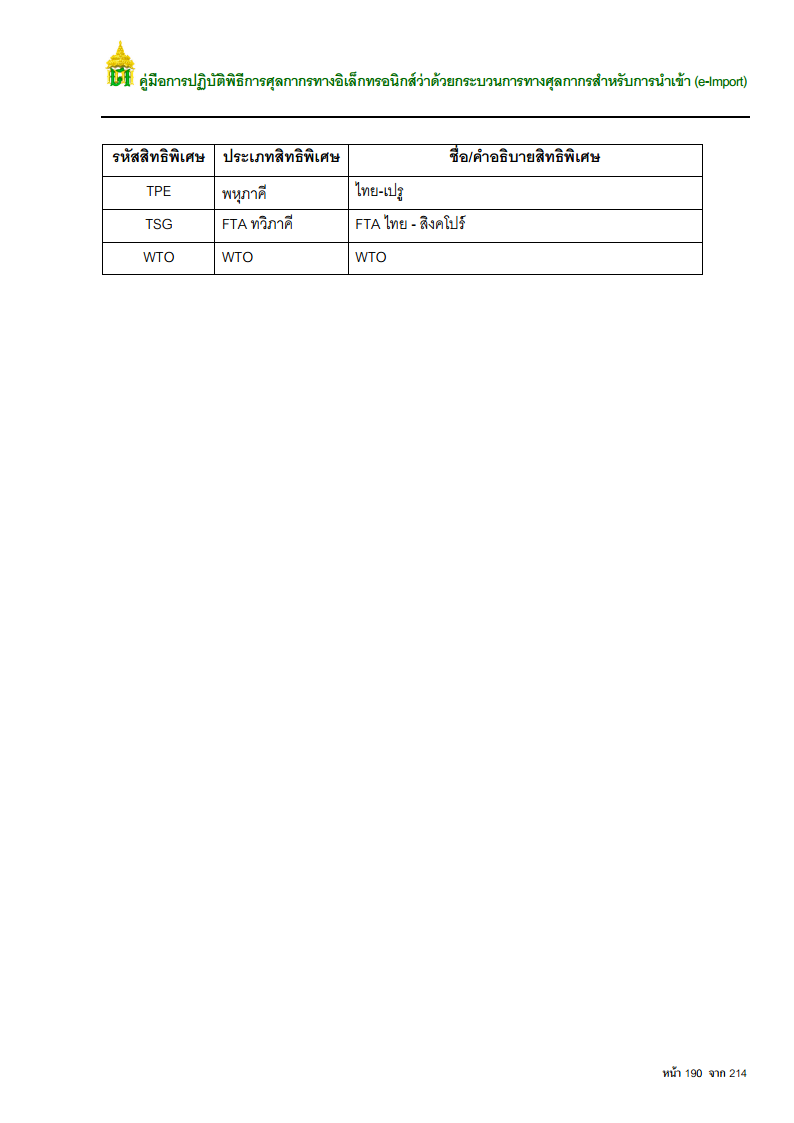 คู่มือการปฏิบัติพิธีการศุลกากรทางอิเล็กทรอนิกส์ว่าด้วยกระบวนการทางศุลกากรสำหรับการนำเข้า (e-Import)
รหัสสิทธิพิเศษ ประเภทสิทธิพิเศษ ชื่อ/คำอธิบายสิทธิพิเศษ
TPE พหุภาคี ไทย-เปรู
TSG FTA ทวิภาคี FTA ไทย - สิงคโปร์
WTO WTO WTO
หน้า 190 จาก 214